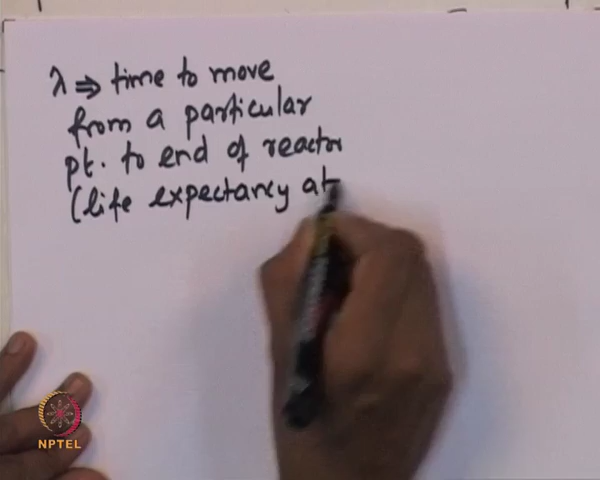 λ ⇒ time to move
from a particular
pt. to end of reactor
(life expectancy at
NPTEL